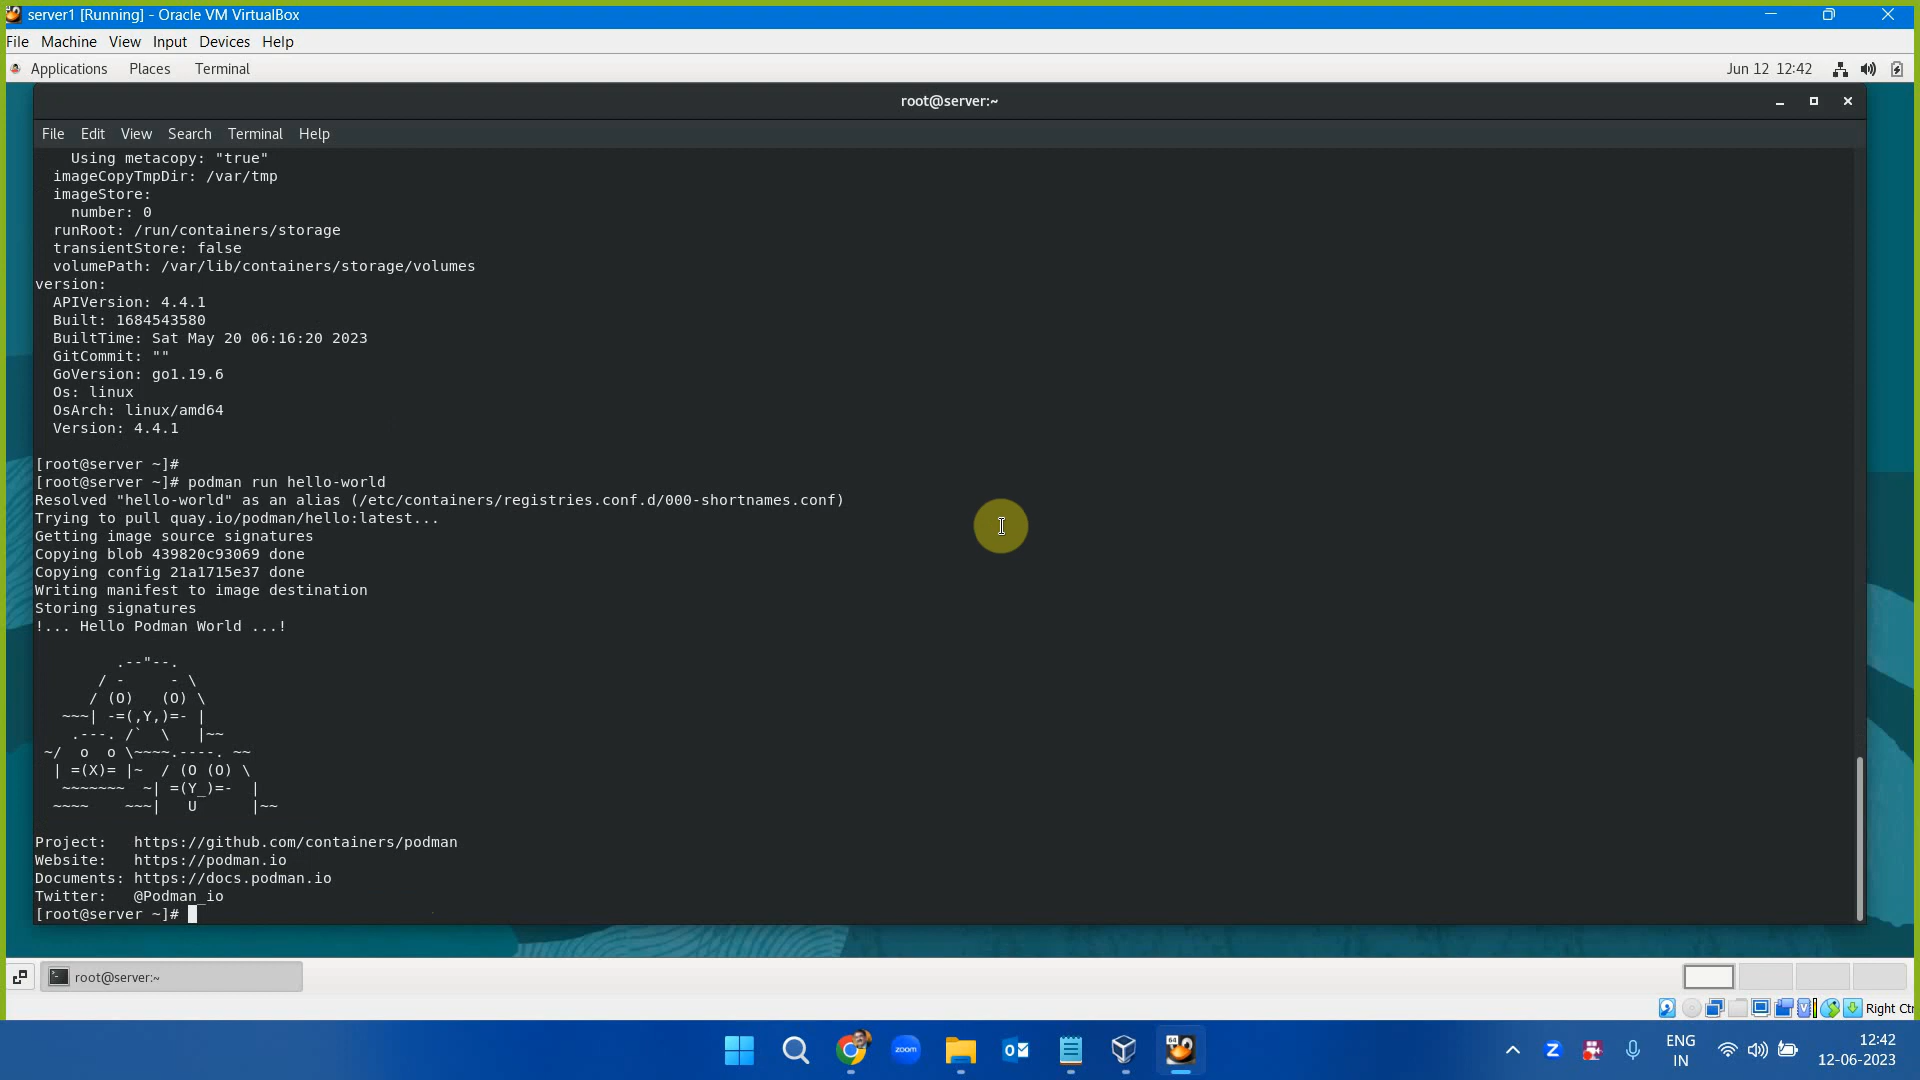 server1 [Running] - Oracle VM VirtualBox
File Machine View Input Devices Help
Applications Places Terminal Jun 12 12:42
root@server:~
File Edit View Search Terminal Help
    Using metacopy: "true"
  imageCopyTmpDir: /var/tmp
  imageStore:
    number: 0
  runRoot: /run/containers/storage
  transientStore: false
  volumePath: /var/lib/containers/storage/volumes
version:
  APIVersion: 4.4.1
  Built: 1684543580
  BuiltTime: Sat May 20 06:16:20 2023
  GitCommit: ""
  GoVersion: go1.19.6
  Os: linux
  OsArch: linux/amd64
  Version: 4.4.1
[root@server ~]#
[root@server ~]# podman run hello-world
Resolved "hello-world" as an alias (/etc/containers/registries.conf.d/000-shortnames.conf)
Trying to pull quay.io/podman/hello:latest...
Getting image source signatures
Copying blob 439820c93069 done
Copying config 21a1715e37 done
Writing manifest to image destination
Storing signatures
!... Hello Podman World ...!
         .--"--.
       / -     - \
      / (O)   (O) \
   ~~~| -=(,Y,)=- |
    .---. /`  \   |~~
 ~/  o  o \~~~~.----. ~~
  | =(X)= |~  / (O (O) \
   ~~~~~~~  ~| =(Y_)=-  |
  ~~~~    ~~~|   U      |~~
Project:   https://github.com/containers/podman
Website:   https://podman.io
Documents: https://docs.podman.io
Twitter:   @Podman_io
[root@server ~]#
root@server:~
Right Ctr
zoom
64
ENG
IN
12:42
12-06-2023